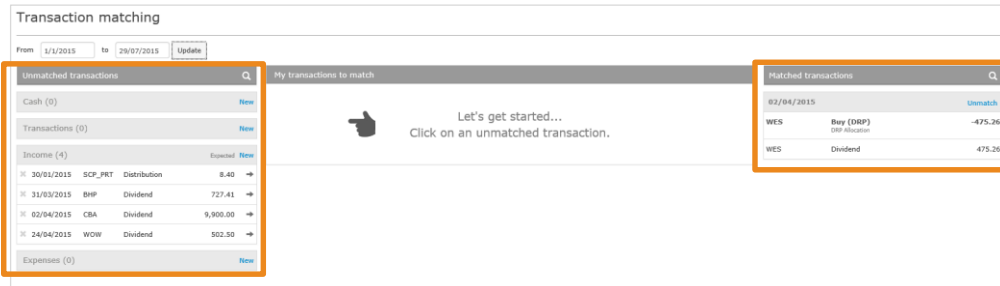 Transaction matching
From 1/1/2015 to 29/07/2015 Update
Unmatched transactions
Cash (0) New
Transactions (0) New
Income (4) Expected New
30/01/2015 SCP_PRT Distribution 8.40
31/03/2015 BHP Dividend 727.41
02/04/2015 CBA Dividend 9,900.00
24/04/2015 WOW Dividend 502.50
Expenses (0) New
My transactions to match
Let's get started...
Click on an unmatched transaction.
Matched transactions
02/04/2015 Unmatch
WES Buy (DRP) -475.26
DRP Allocation
WES Dividend 475.26